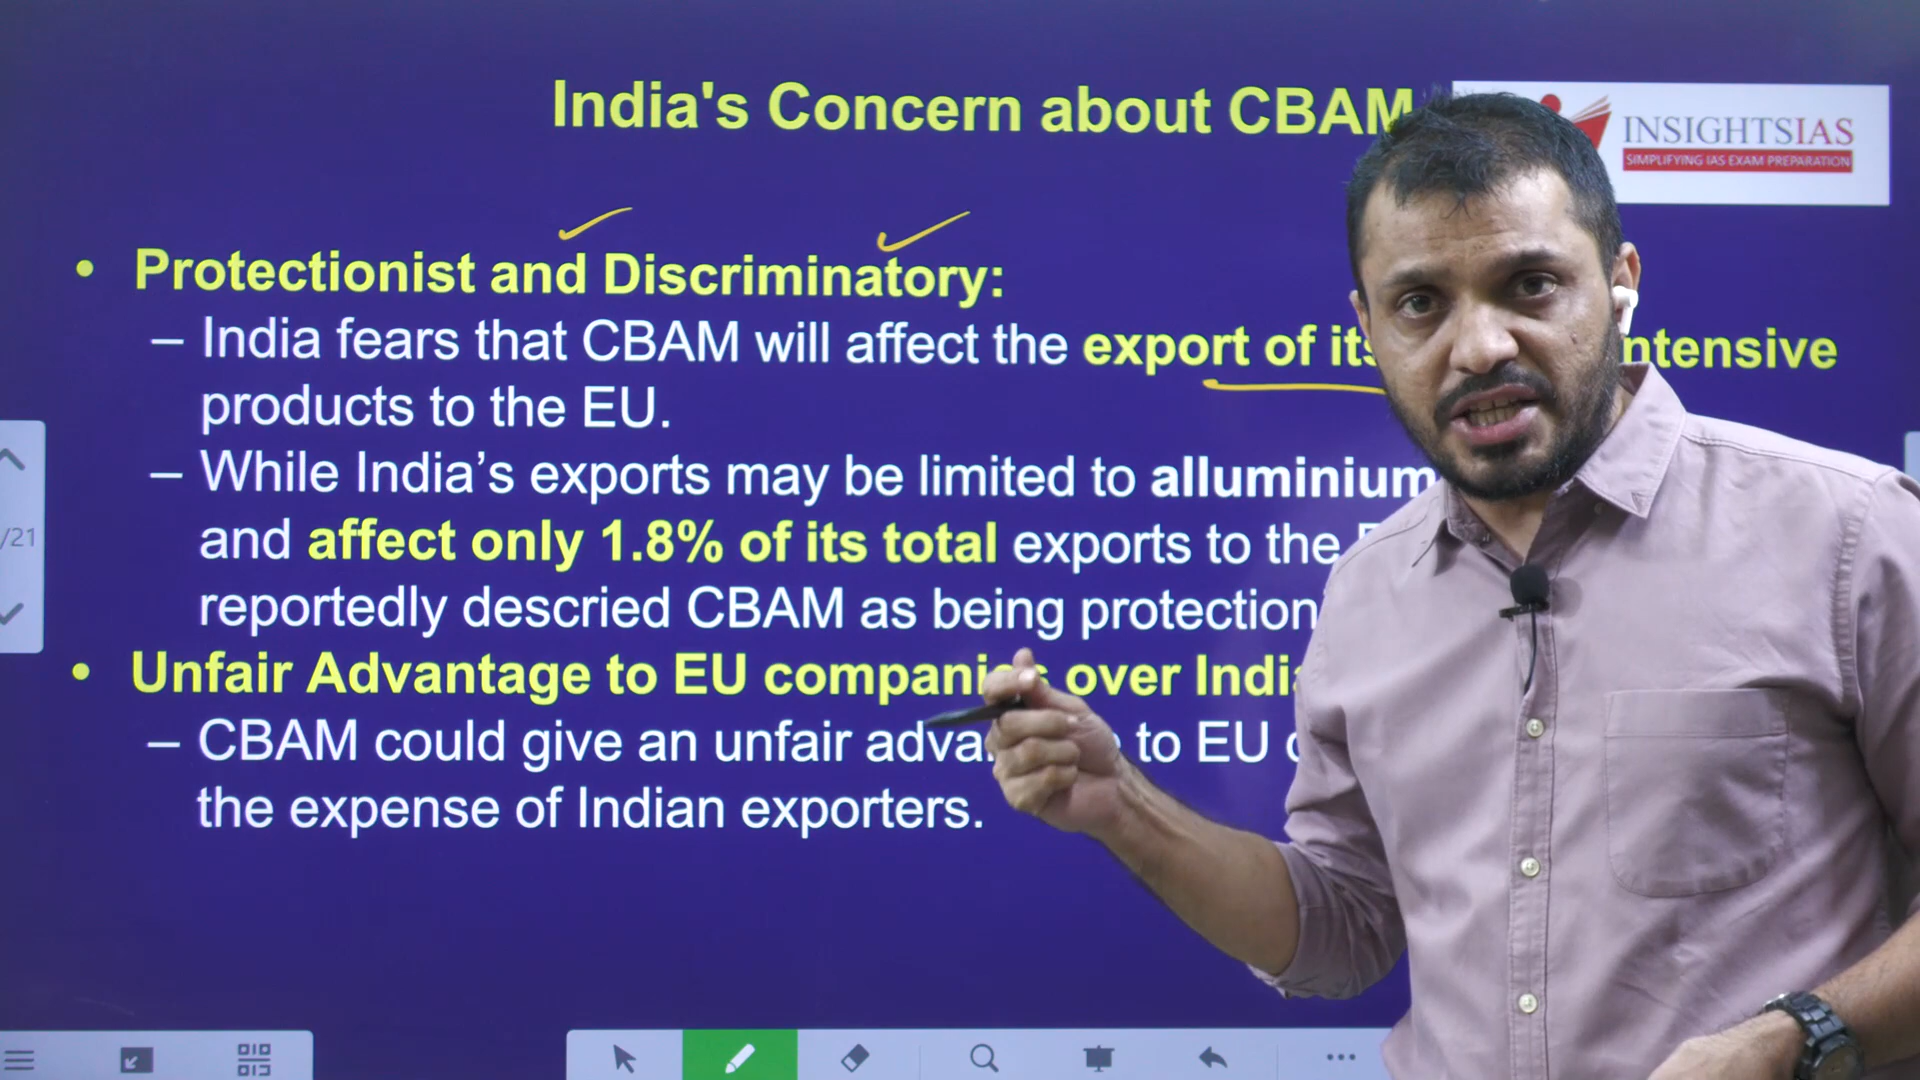 India's Concern about CBAM
INSIGHTSIAS
SIMPLIFYING IAS EXAM PREPARATION
• Protectionist and Discriminatory:
– India fears that CBAM will affect the export of its ntensive
products to the EU.
– While India’s exports may be limited to alluminium
and affect only 1.8% of its total exports to the
reportedly descried CBAM as being protection
• Unfair Advantage to EU companies over India
– CBAM could give an unfair adva to EU
the expense of Indian exporters.
/21